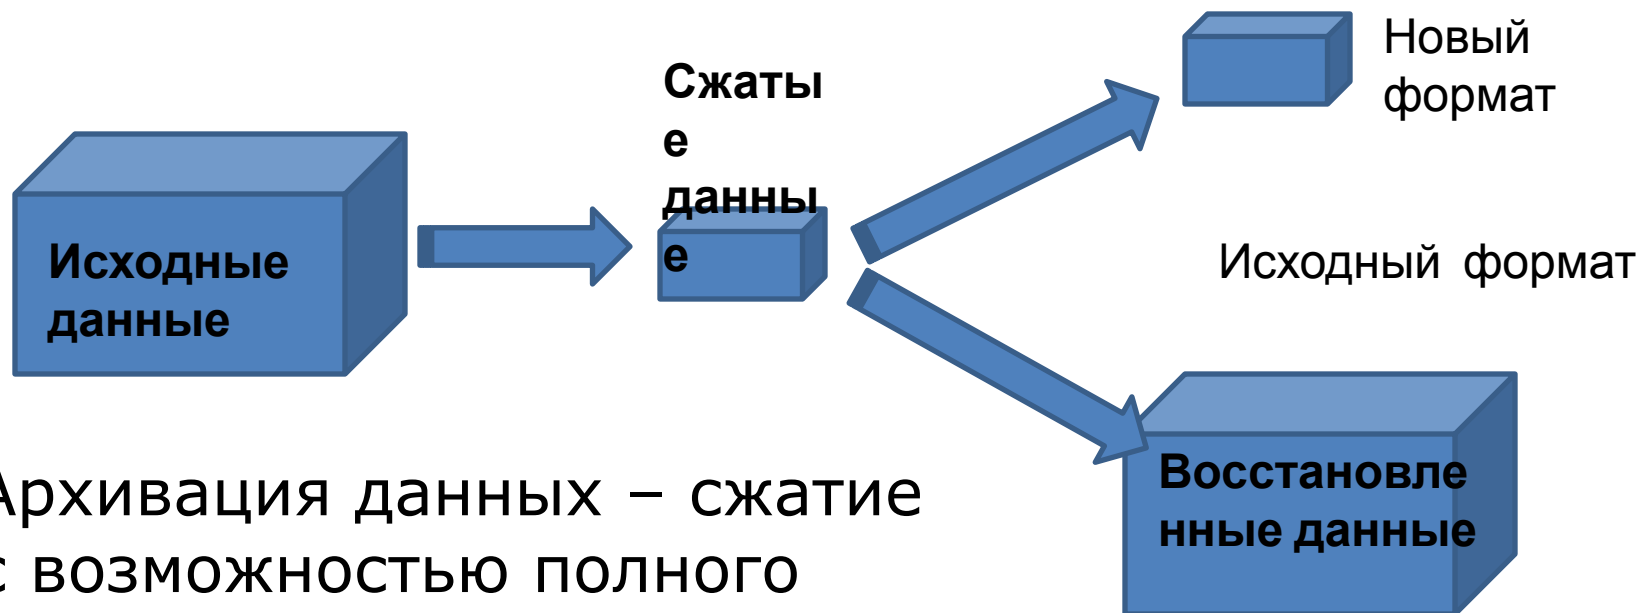 Новый
формат
Сжаты
е
данны
е
Исходные
данные
Исходный формат
Восстановле
нные данные
Архивация данных – сжатие
с возможностью полного